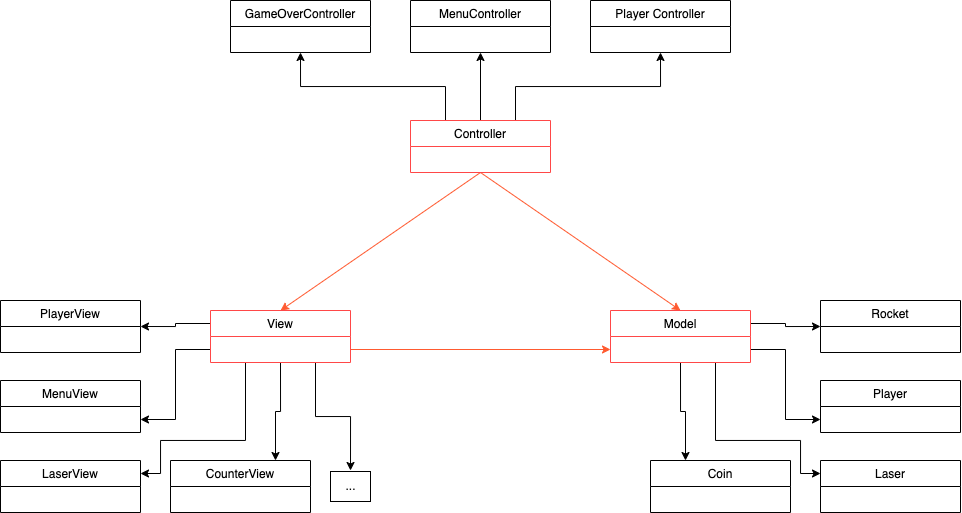 GameOverController
MenuController
Player Controller
Controller
PlayerView
View
Model
Rocket
MenuView
Player
LaserView
CounterView
...
Coin
Laser